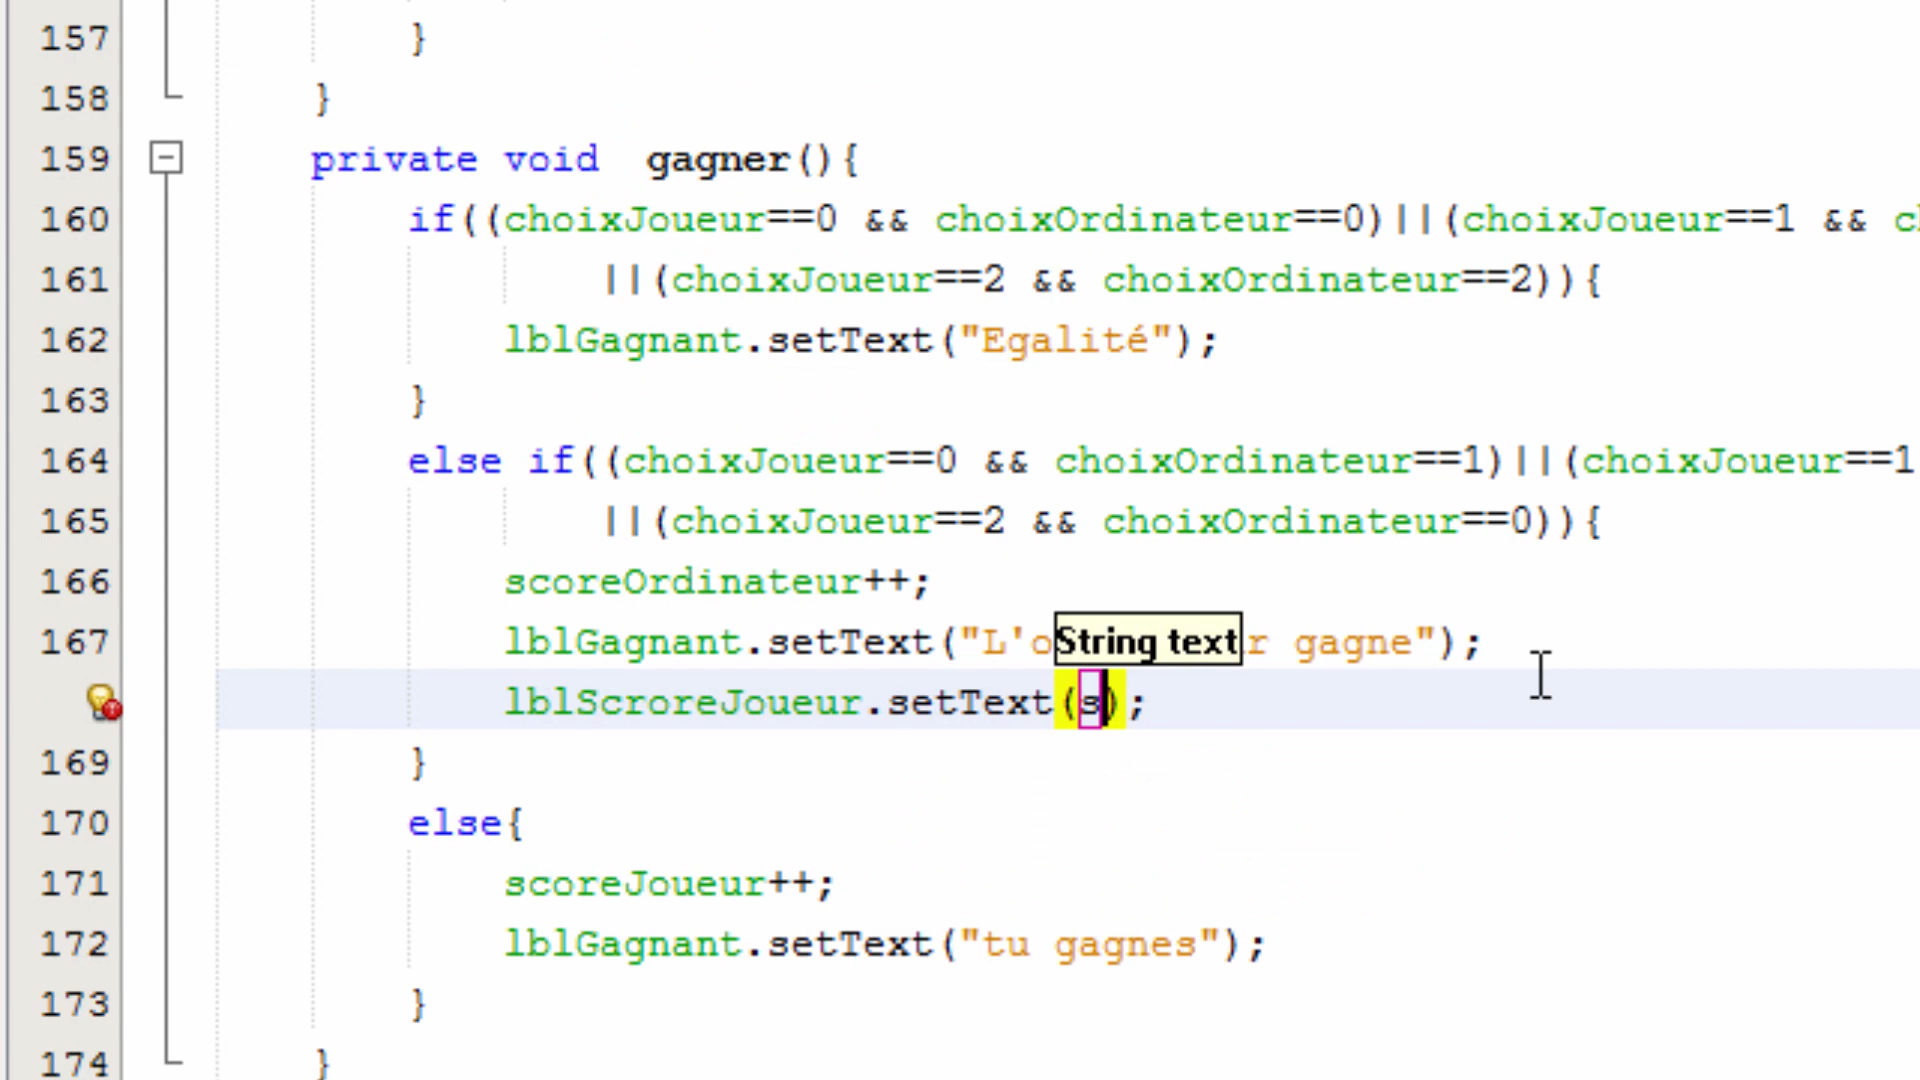 157 }
158 }
159 private void gagner(){
160 if((choixJoueur==0 && choixOrdinateur==0)||(choixJoueur==1 &&
161 ||(choixJoueur==2 && choixOrdinateur==2)){
162 lblGagnant.setText("Egalité");
163 }
164 else if((choixJoueur==0 && choixOrdinateur==1)||(choixJoueur==1
165 ||(choixJoueur==2 && choixOrdinateur==0)){
166 scoreOrdinateur++;
167 lblGagnant.setText("L'o String text r gagne");
lblScroreJoueur.setText(s);
169 }
170 else{
171 scoreJoueur++;
172 lblGagnant.setText("tu gagnes");
173 }
174 }